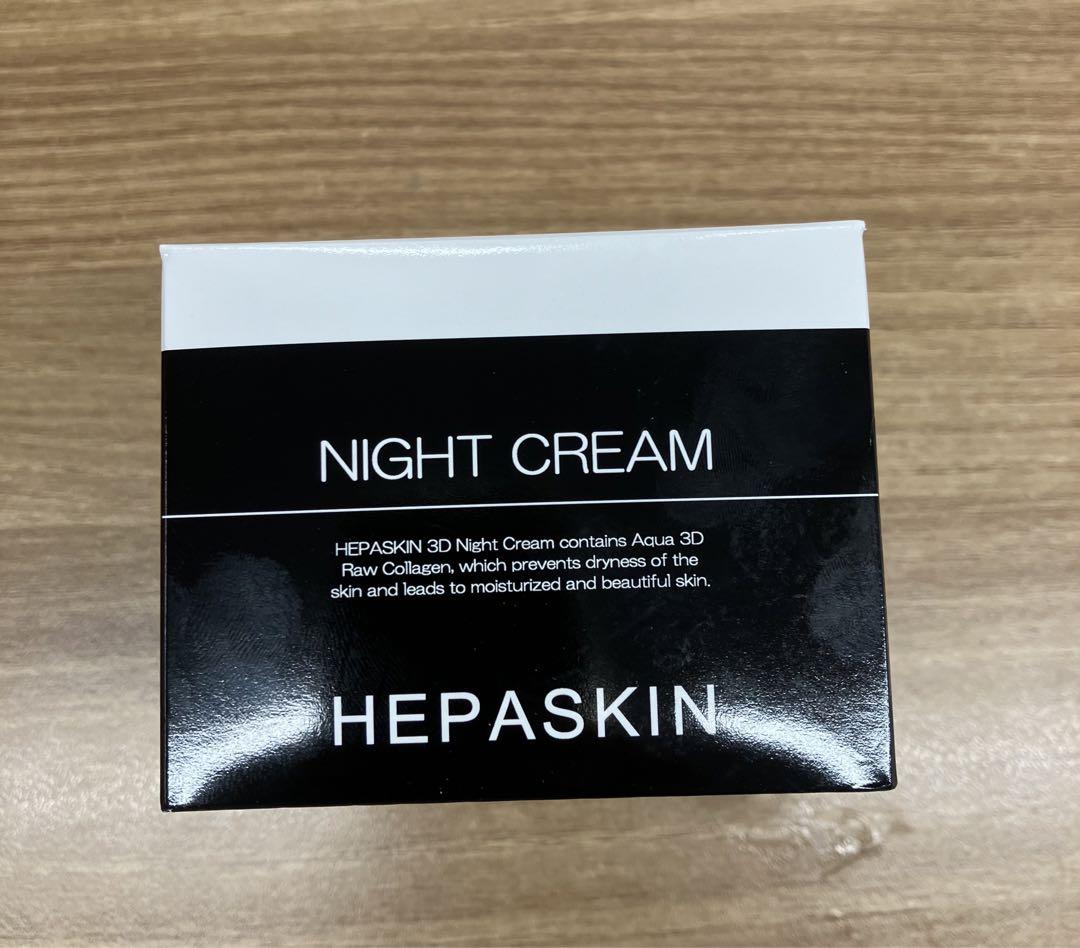 NIGHT CREAM
HEPASKIN 3D Night Cream contains Aqua 3D
Raw Collagen, which prevents dryness of the
skin and leads to moisturized and beautiful skin.
HEPASKIN